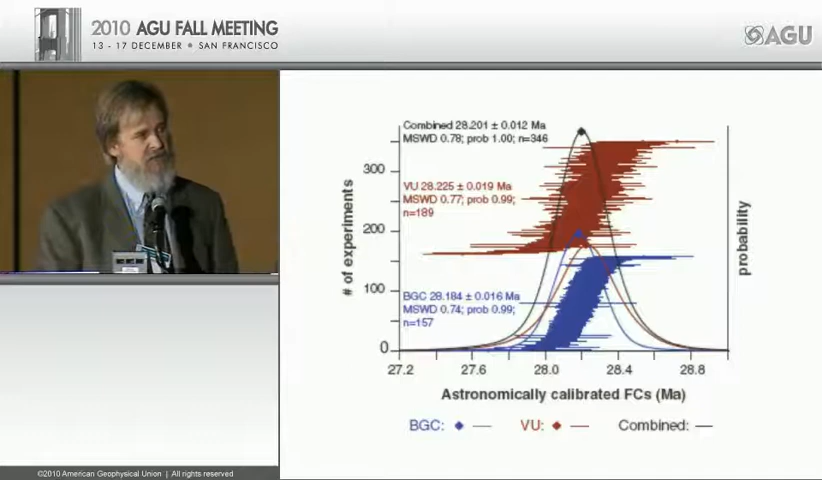 2010 AGU FALL MEETING
13 - 17 DECEMBER • SAN FRANCISCO
AGU
Combined 28.201 ± 0.012 Ma
MSWD 0.78; prob 1.00; n=346
VU 28.225 ± 0.019 Ma
MSWD 0.77; prob 0.99;
n=189
BGC 28.184 ± 0.016 Ma
MSWD 0.74; prob 0.99;
n=157
# of experiments
300
200
100
0
probability
27.2 27.6 28.0 28.4 28.8
Astronomically calibrated FCs (Ma)
BGC: VU: Combined:
©2010 American Geophysical Union | All rights reserved